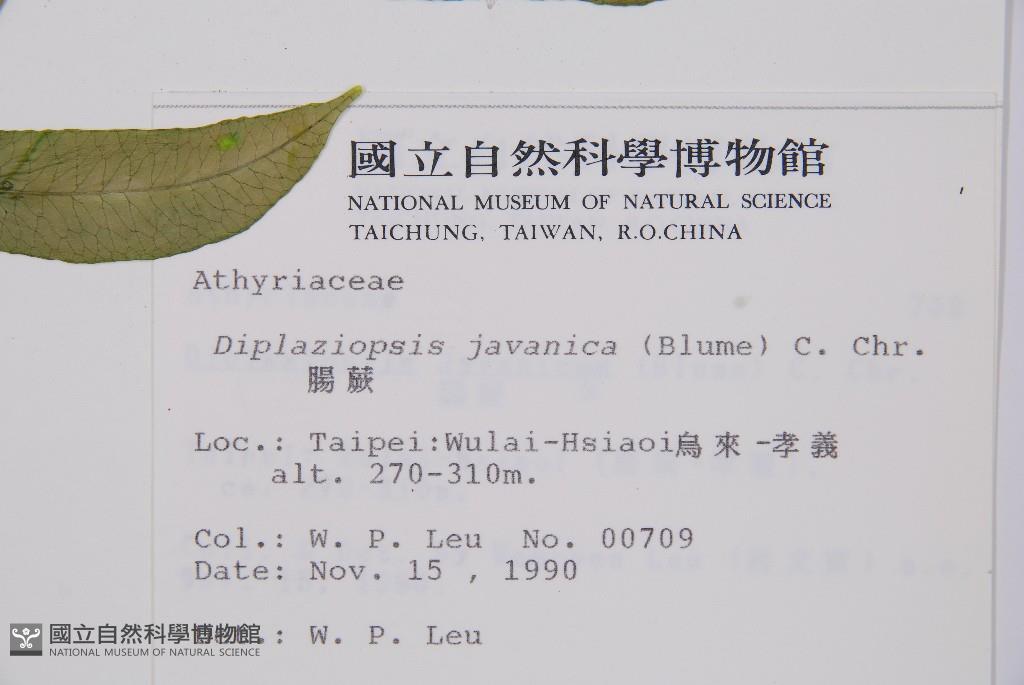 國立自然科學博物館
NATIONAL MUSEUM OF NATURAL SCIENCE
TAICHUNG, TAIWAN, R.O.CHINA
Athyriaceae
Diplaziopsis javanica (Blume) C. Chr.
腸蕨
Loc.: Taipei:Wulai-Hsiaoi烏來-孝義
alt. 270-310m.
Col.: W. P. Leu No. 00709
Date: Nov. 15 , 1990
W. P. Leu
國立自然科學博物館
NATIONAL MUSEUM OF NATURAL SCIENCE